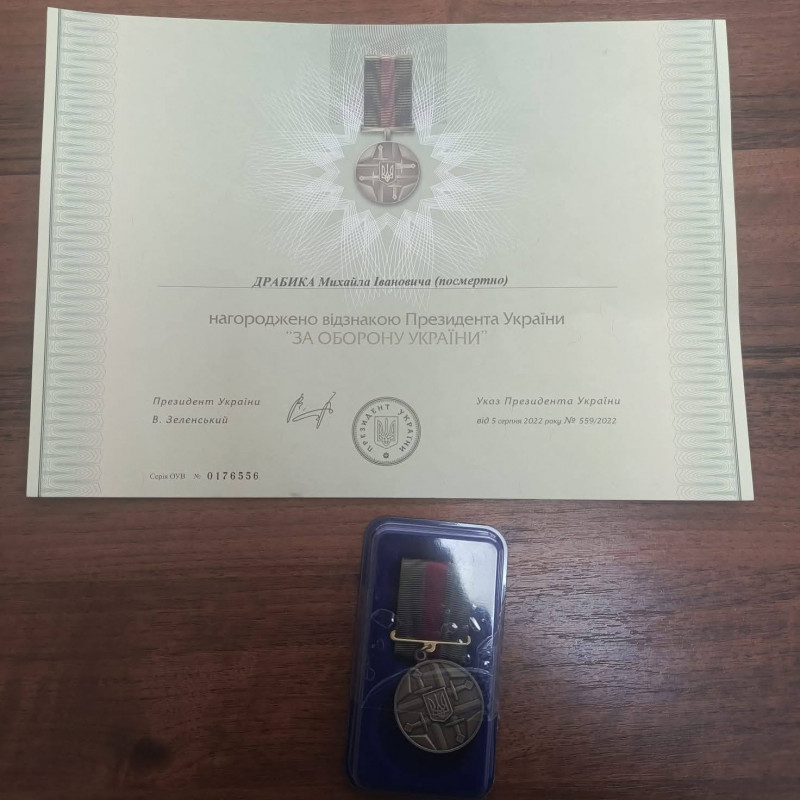 ДРАБИКА Михайла Івановича (посмертно)
нагороджено відзнакою Президента України
"ЗА ОБОРОНУ УКРАЇНИ"
Президент України
В. Зеленський
ПРЕЗИДЕНТ УКРАЇНИ
Указ Президента України
від 5 серпня 2022 року № 559/2022
Серія ОУВ № 0176556